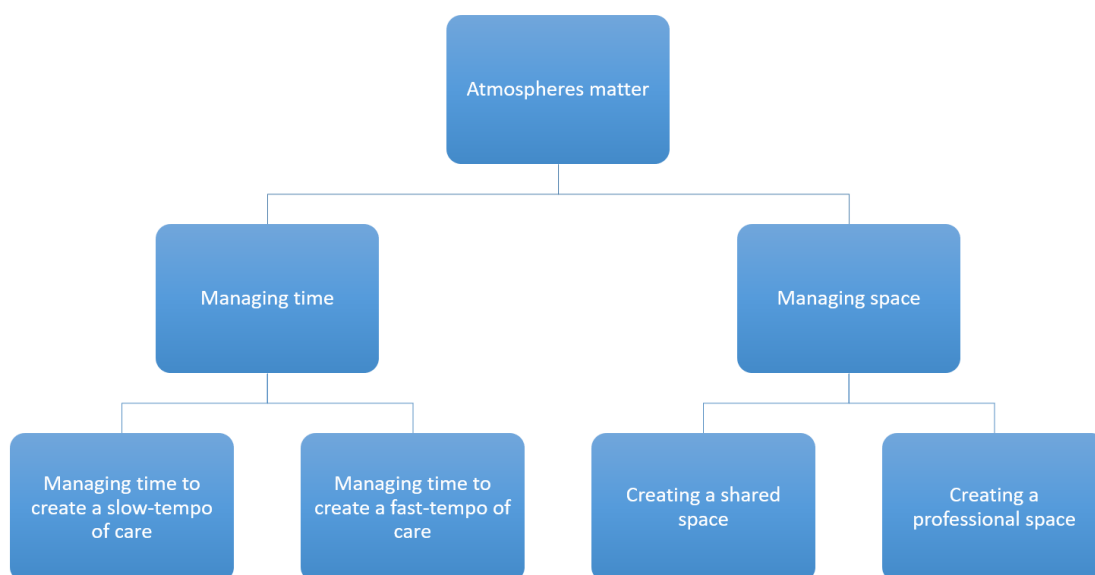 Atmospheres matter
Managing time
Managing space
Managing time to
create a slow-tempo
of care
Managing time to
create a fast-tempo of
care
Creating a shared
space
Creating a
professional space